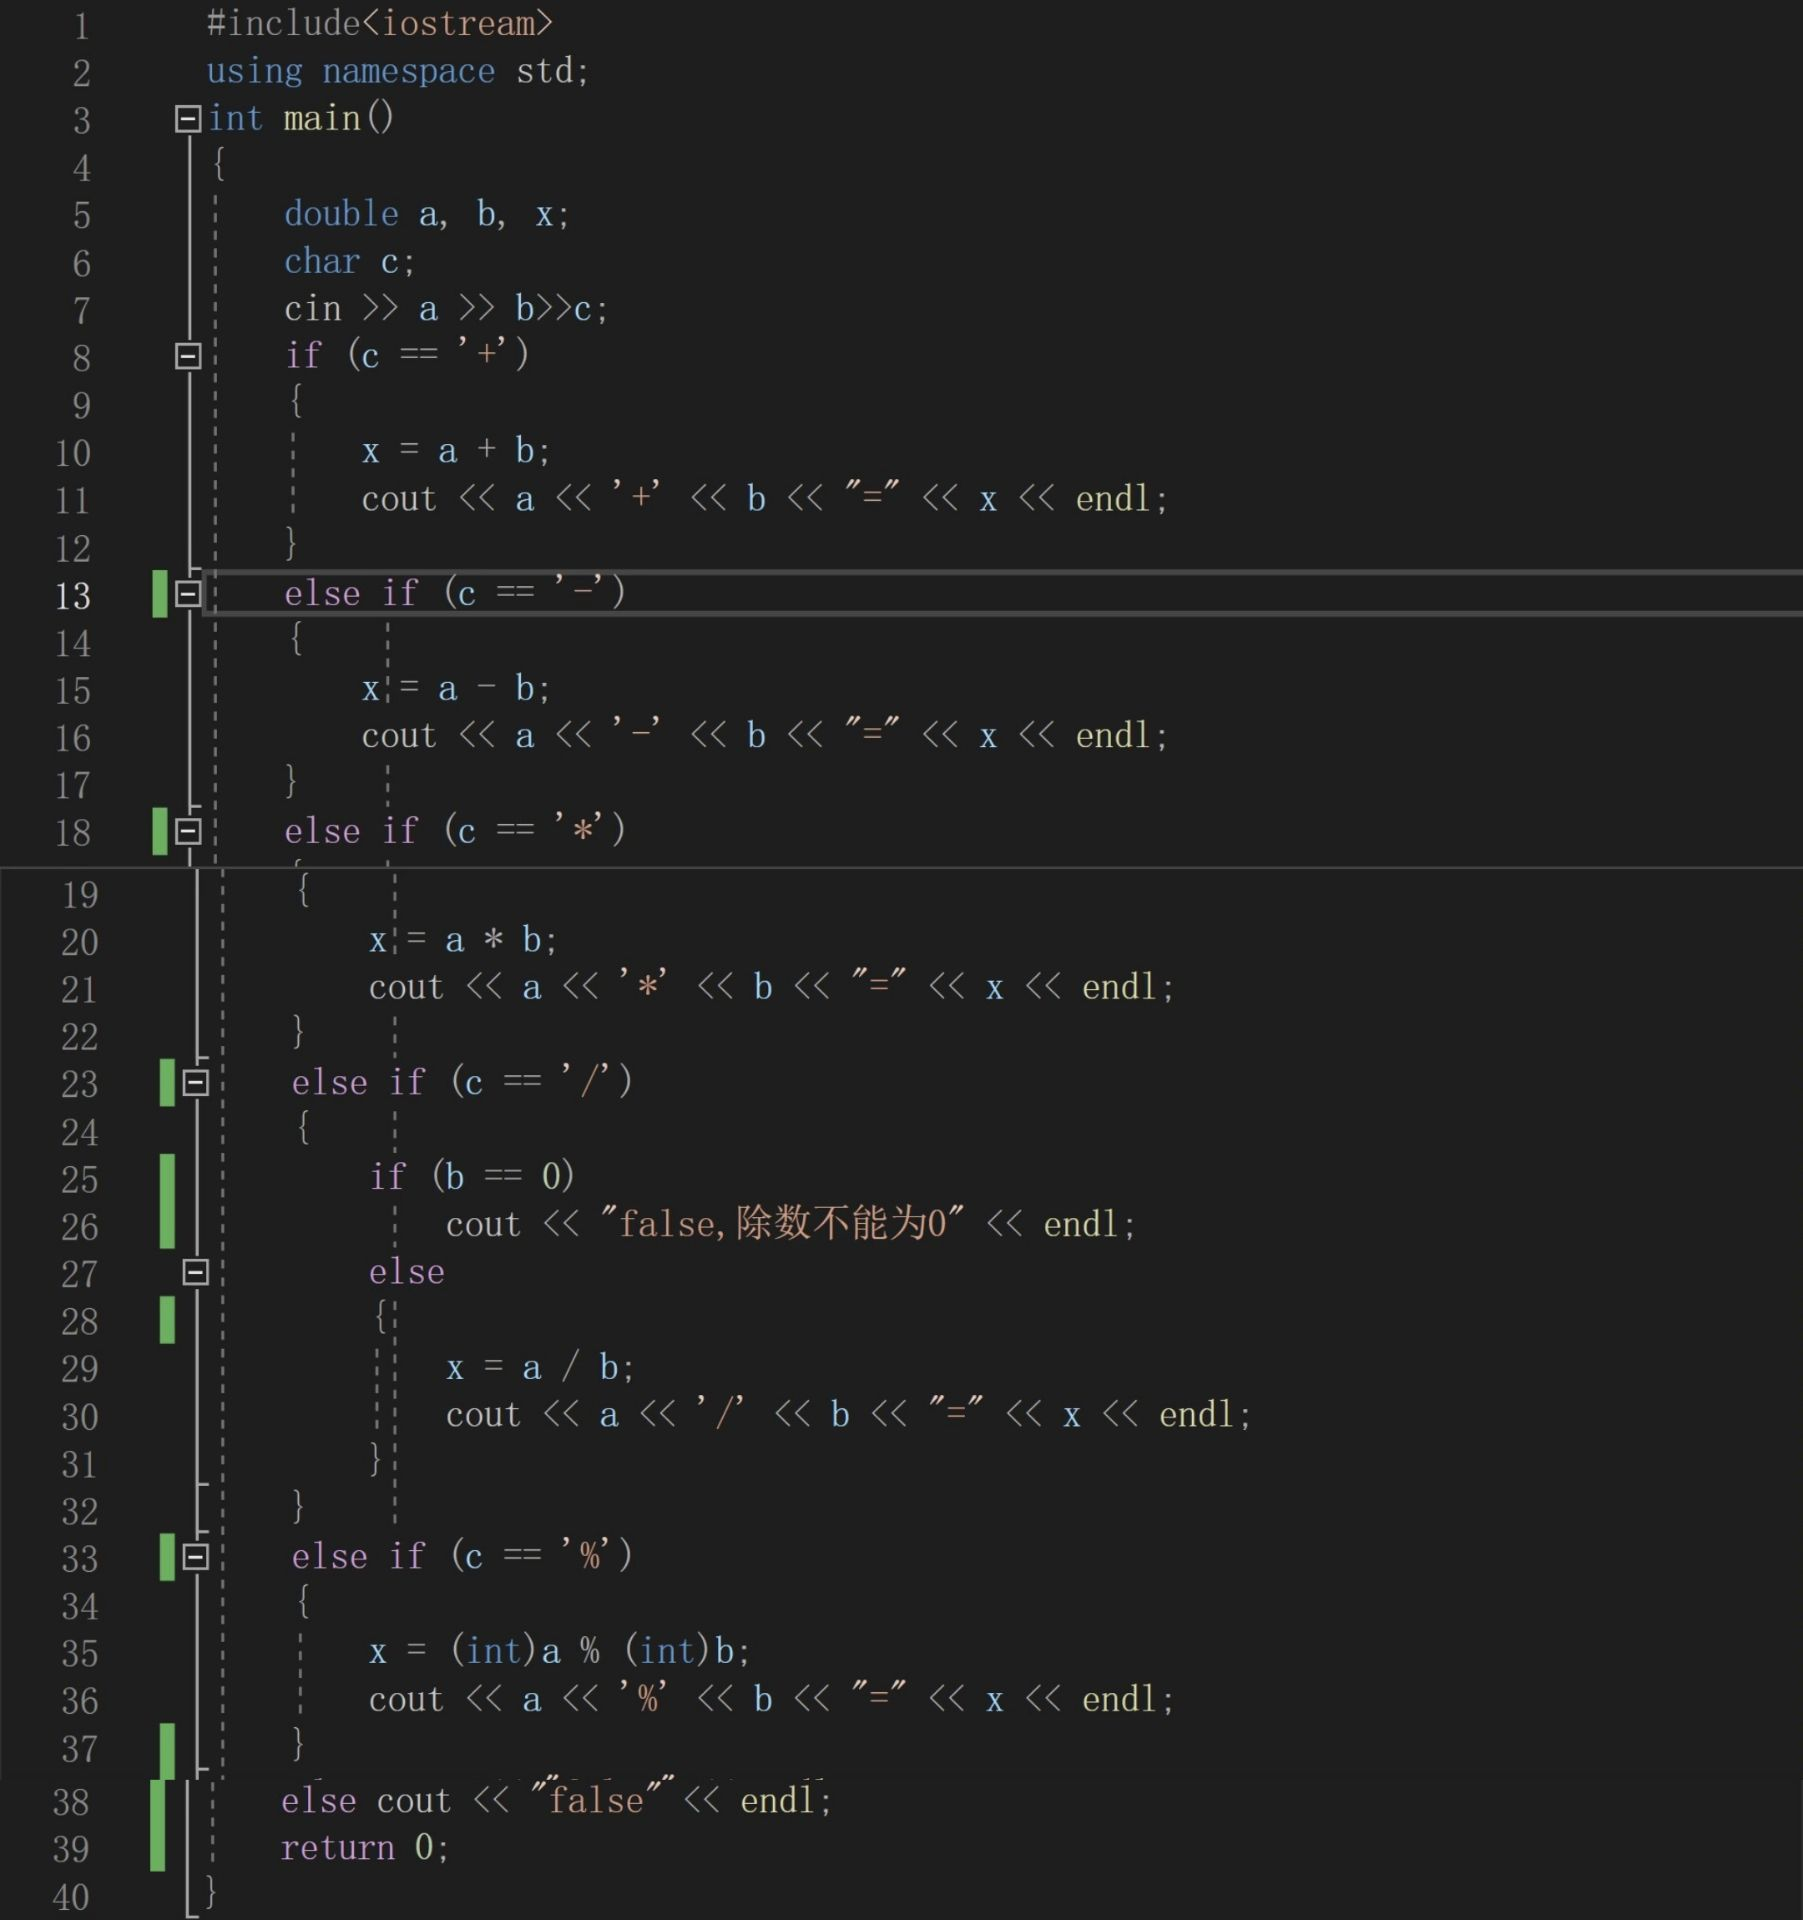 1 #include<iostream>
2 using namespace std;
3 int main()
4 {
5 double a, b, x;
6 char c;
7 cin >> a >> b>>c;
8 if (c == '+')
9 {
10 x = a + b;
11 cout << a << '+' << b << "=" << x << endl;
12 }
13 else if (c == '-')
14 {
15 x = a - b;
16 cout << a << '-' << b << "=" << x << endl;
17 }
18 else if (c == '*')
19 {
20 x = a * b;
21 cout << a << '*' << b << "=" << x << endl;
22 }
23 else if (c == '/')
24 {
25 if (b == 0)
26 cout << "false,除数不能为0" << endl;
27 else
28 {
29 x = a / b;
30 cout << a << '/' << b << "=" << x << endl;
31 }
32 }
33 else if (c == '%')
34 {
35 x = (int)a % (int)b;
36 cout << a << '%' << b << "=" << x << endl;
37 }
38 else cout << "false" << endl;
39 return 0;
40 }